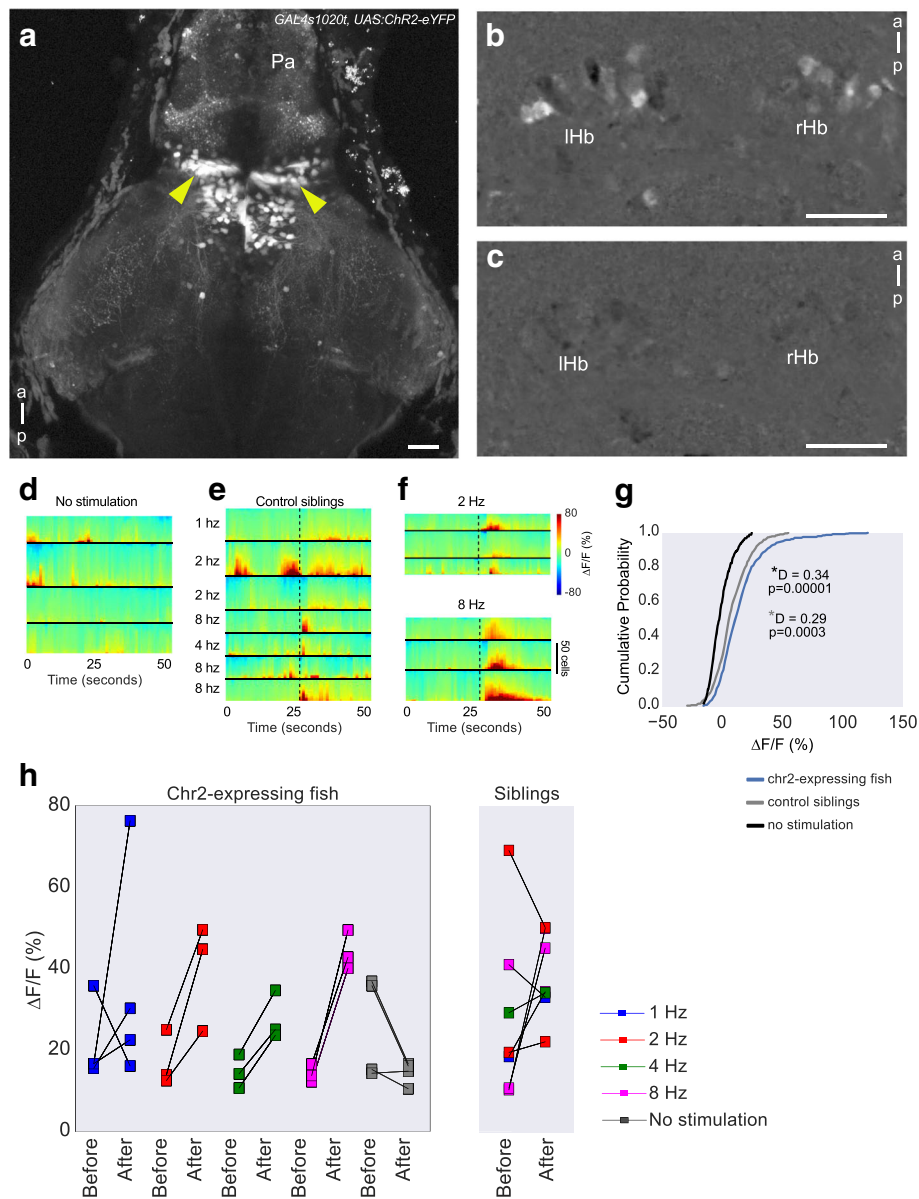 a
GAL4s1020t, UAS:ChR2-eYFP
Pa
a
p
b
a
p
lHb
rHb
c
a
p
lHb
rHb
d
No stimulation
0
25
50
Time (seconds)
e
Control siblings
1 hz
2 hz
2 hz
8 hz
4 hz
8 hz
8 hz
0
25
50
Time (seconds)
f
2 Hz
80
0
-80
ΔF/F (%)
8 Hz
50 cells
0
25
50
Time (seconds)
g
Cumulative Probability
1.0
0.8
0.6
0.4
0.2
0.0
*D = 0.34
p=0.00001
*D = 0.29
p=0.0003
−50
0
50
100
150
ΔF/F (%)
chr2-expressing fish
control siblings
no stimulation
h
Chr2-expressing fish
Siblings
ΔF/F (%)
80
60
40
20
0
Before
After
Before
After
Before
After
Before
After
Before
After
Before
After
1 Hz
2 Hz
4 Hz
8 Hz
No stimulation